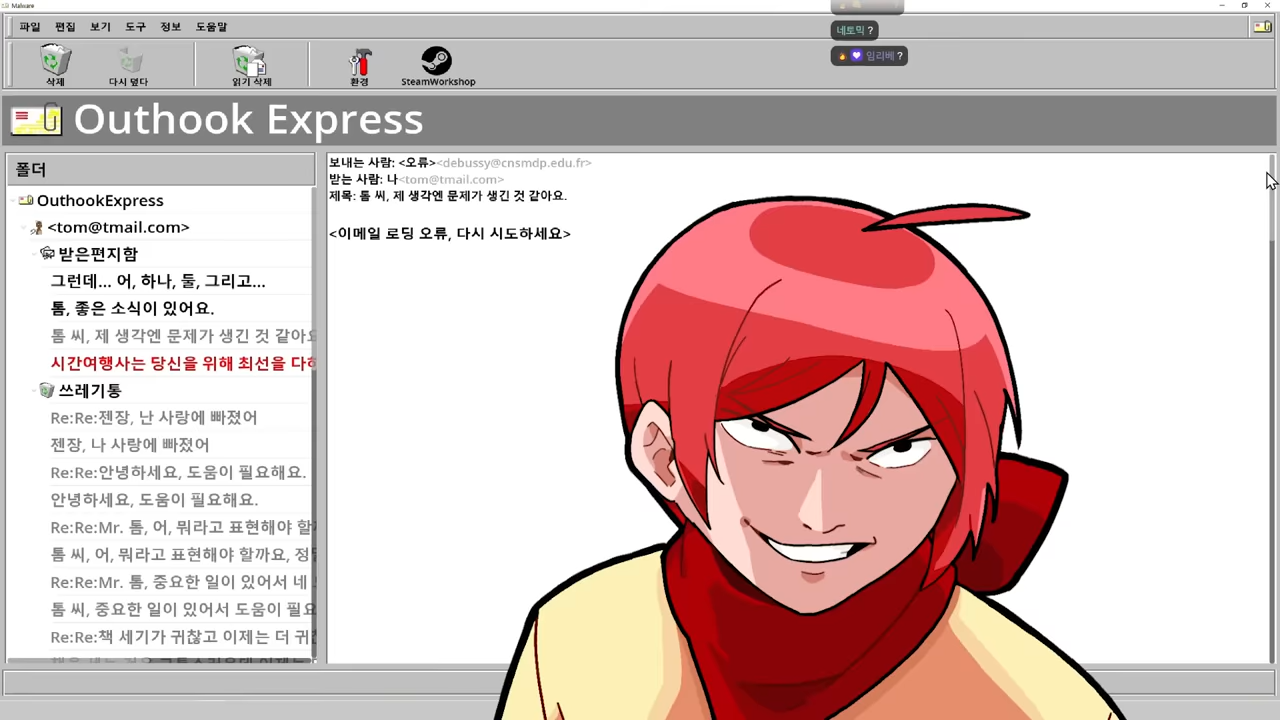 Malware
파일 편집 보기 도구 정보 도움말
네토믹 ?
임리베 ?
삭제 다시 덮다 읽기 삭제 환경 SteamWorkshop
Outhook Express
폴더
OuthookExpress
<tom@tmail.com>
받은편지함
그런데... 어, 하나, 둘, 그리고...
톰, 좋은 소식이 있어요.
톰 씨, 제 생각엔 문제가 생긴 것 같아요
시간여행사는 당신을 위해 최선을 다하
쓰레기통
Re:Re:젠장, 난 사랑에 빠졌어
젠장, 나 사랑에 빠졌어
Re:Re:안녕하세요, 도움이 필요해요.
안녕하세요, 도움이 필요해요.
Re:Re:Mr. 톰, 어, 뭐라고 표현해야 할
톰 씨, 어, 뭐라고 표현해야 할까요, 정말
Re:Re:Mr. 톰, 중요한 일이 있어서 네
톰 씨, 중요한 일이 있어서 도움이 필요
Re:Re:책 세기가 귀찮고 이제는 더 귀찮
보내는 사람: <오류><debussy@cnsmdp.edu.fr>
받는 사람: 나<tom@tmail.com>
제목: 톰 씨, 제 생각엔 문제가 생긴 것 같아요.
<이메일 로딩 오류, 다시 시도하세요>